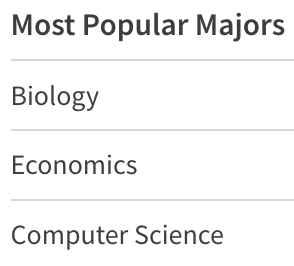 Most Popular Majors
Biology
Economics
Computer Science